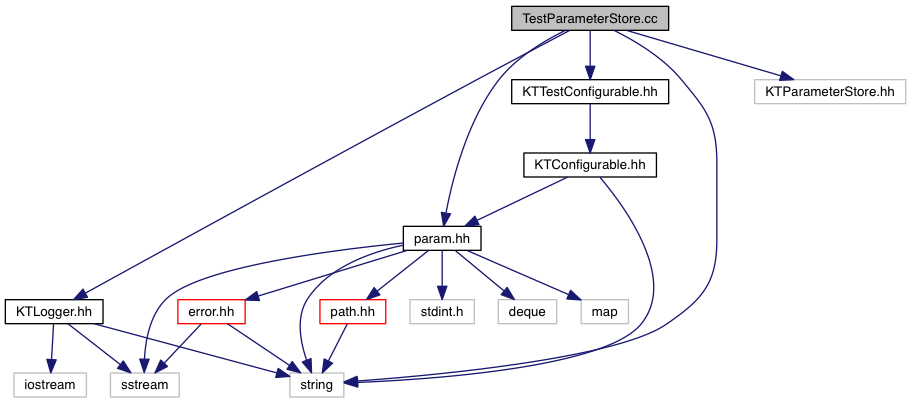 TestParameterStore.cc
KTTestConfigurable.hh
KTParameterStore.hh
KTConfigurable.hh
param.hh
KTLogger.hh
error.hh
path.hh
stdint.h
deque
map
iostream
sstream
string